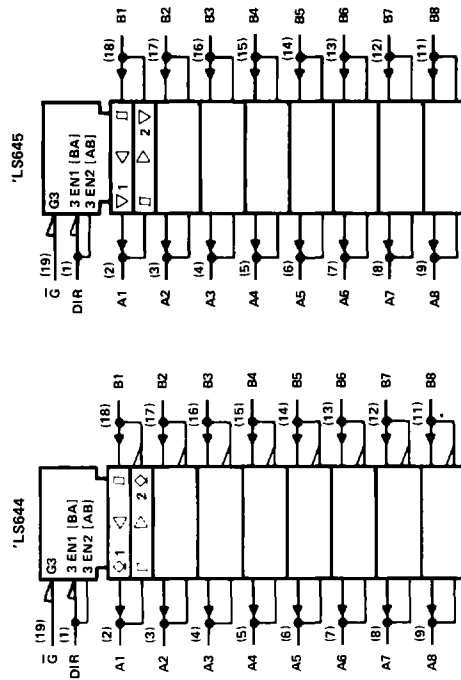 'LS644
G̅ (19) G3
DIR (1) 3 EN1 [BA]
3 EN2 [AB]
A1 (2) 1 (18) B1
2
A2 (3) (17) B2
A3 (4) (16) B3
A4 (5) (15) B4
A5 (6) (14) B5
A6 (7) (13) B6
A7 (8) (12) B7
A8 (9) (11) B8
'LS645
G̅ (19) G3
DIR (1) 3 EN1 [BA]
3 EN2 [AB]
A1 (2) 1 (18) B1
2
A2 (3) (17) B2
A3 (4) (16) B3
A4 (5) (15) B4
A5 (6) (14) B5
A6 (7) (13) B6
A7 (8) (12) B7
A8 (9) (11) B8